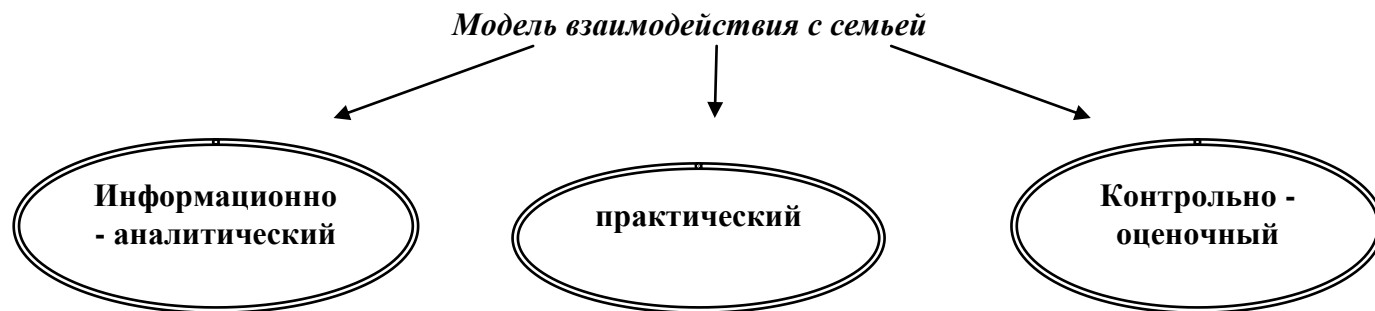 Модель взаимодействия с семьей
Информационно
- аналитический
практический
Контрольно -
оценочный